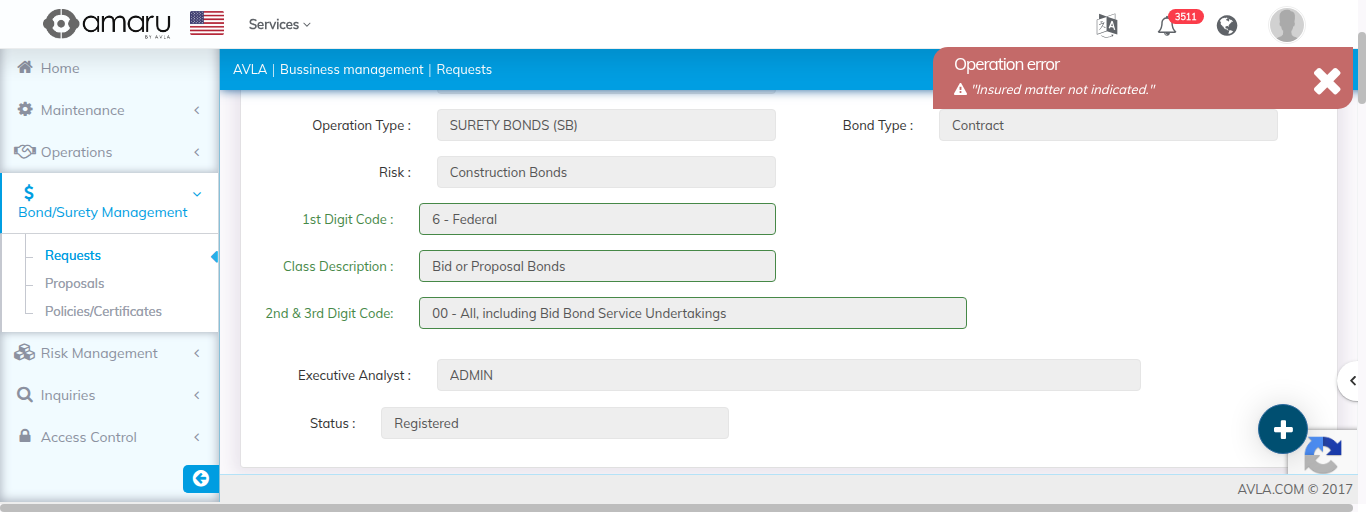 amaru
BY AVLA
Services
3511
Home
Maintenance
Operations
Bond/Surety Management
Requests
Proposals
Policies/Certificates
Risk Management
Inquiries
Access Control
AVLA | Bussiness management | Requests
Operation error
"Insured matter not indicated."
Operation Type : SURETY BONDS (SB) Bond Type : Contract
Risk : Construction Bonds
1st Digit Code : 6 - Federal
Class Description : Bid or Proposal Bonds
2nd & 3rd Digit Code: 00 - All, including Bid Bond Service Undertakings
Executive Analyst : ADMIN
Status : Registered
AVLA.COM © 2017